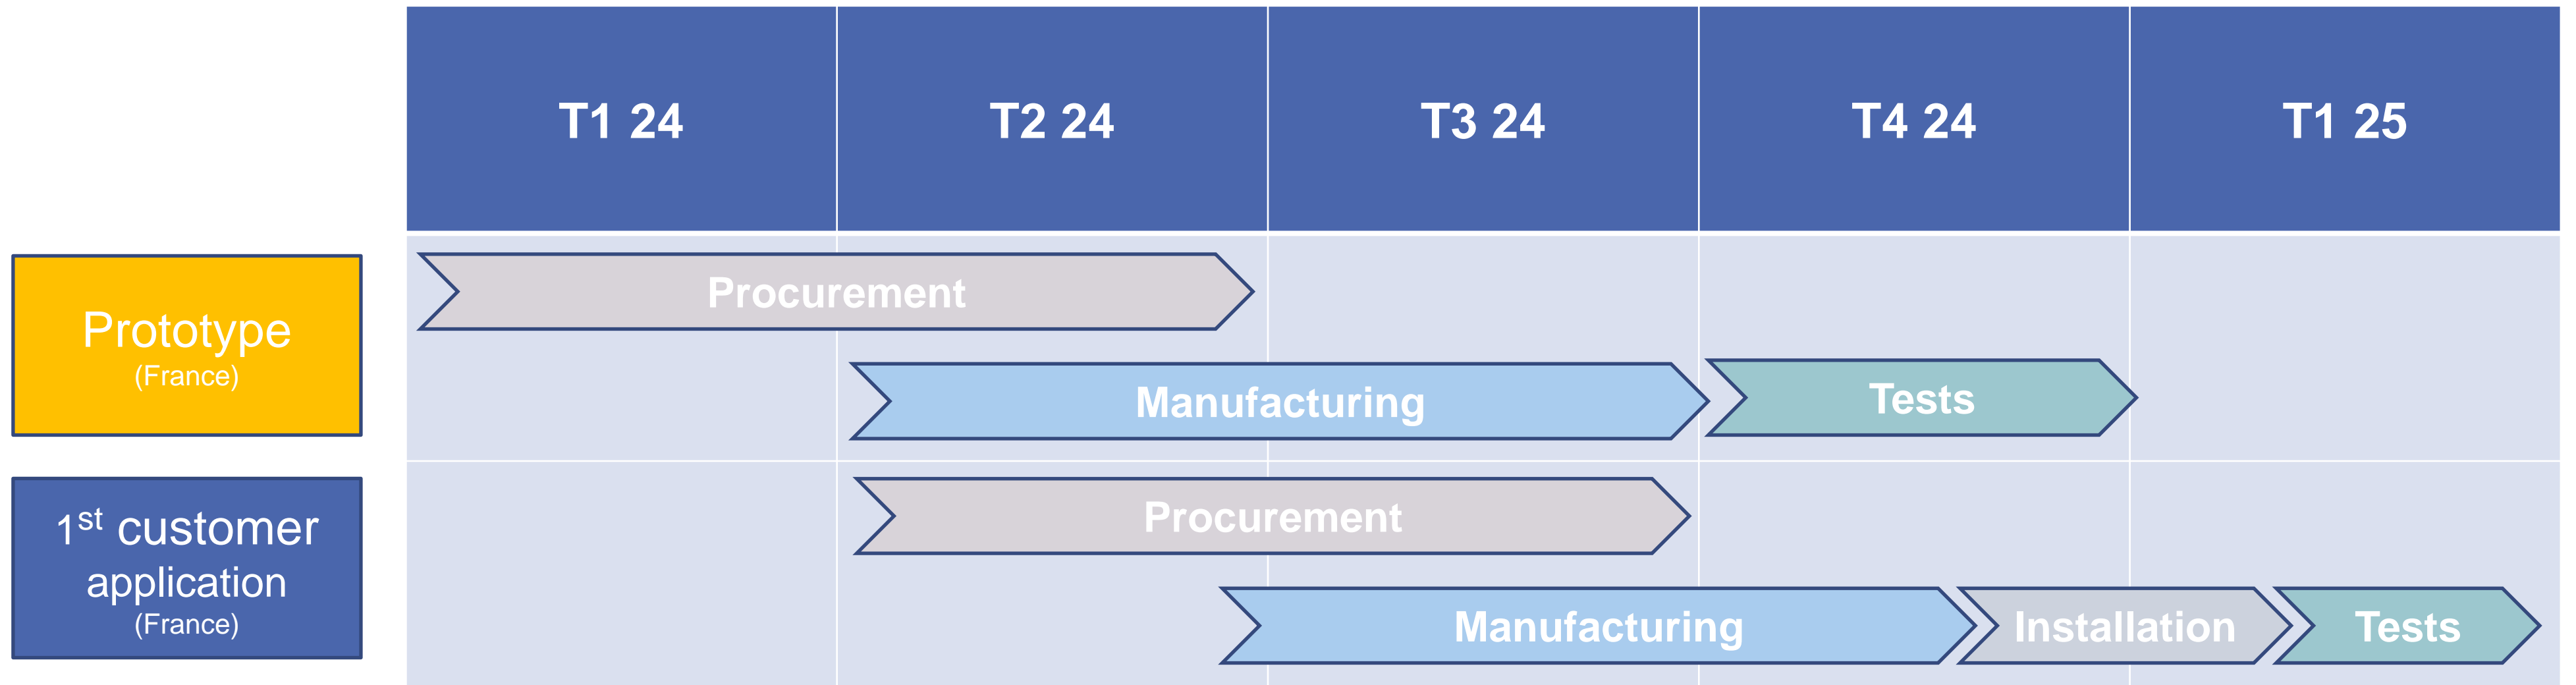 T1 24
T2 24
T3 24
T4 24
T1 25
Prototype
(France)
Procurement
Manufacturing
Tests
1st customer
application
(France)
Procurement
Manufacturing
Installation
Tests